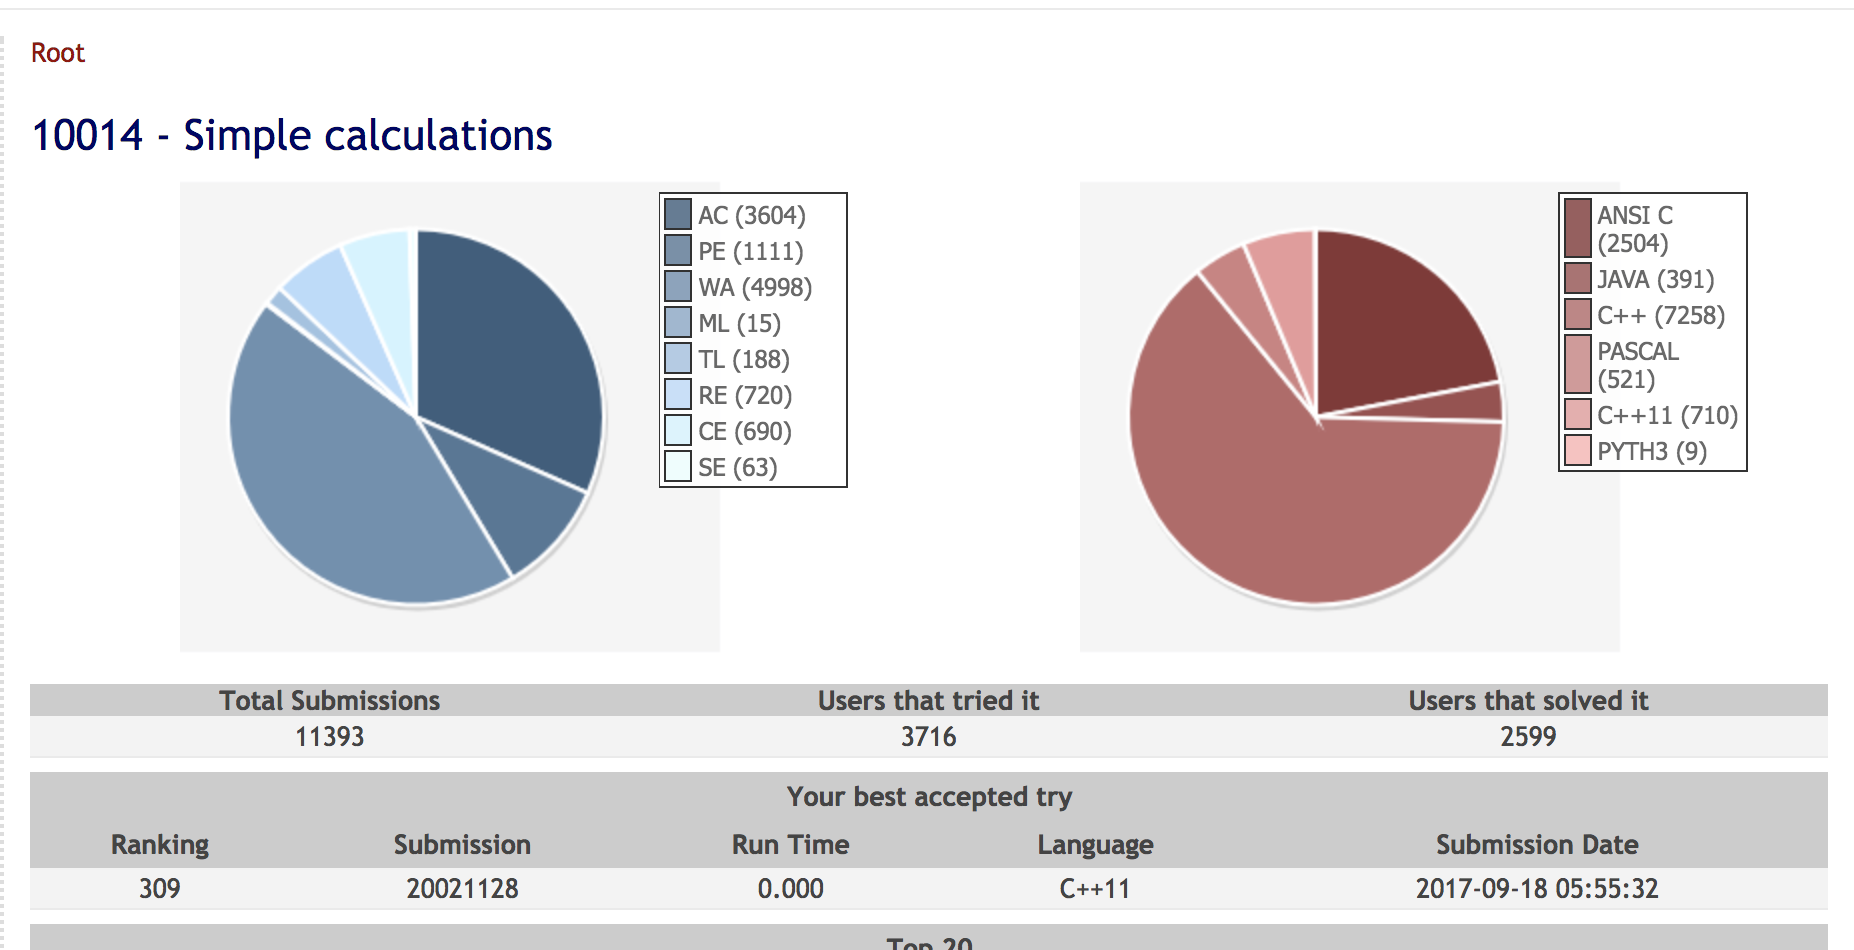 Root
10014 - Simple calculations
AC (3604)
PE (1111)
WA (4998)
ML (15)
TL (188)
RE (720)
CE (690)
SE (63)
ANSI C
(2504)
JAVA (391)
C++ (7258)
PASCAL
(521)
C++11 (710)
PYTH3 (9)
Total Submissions Users that tried it Users that solved it
11393 3716 2599
Your best accepted try
Ranking Submission Run Time Language Submission Date
309 20021128 0.000 C++11 2017-09-18 05:55:32
Top 20